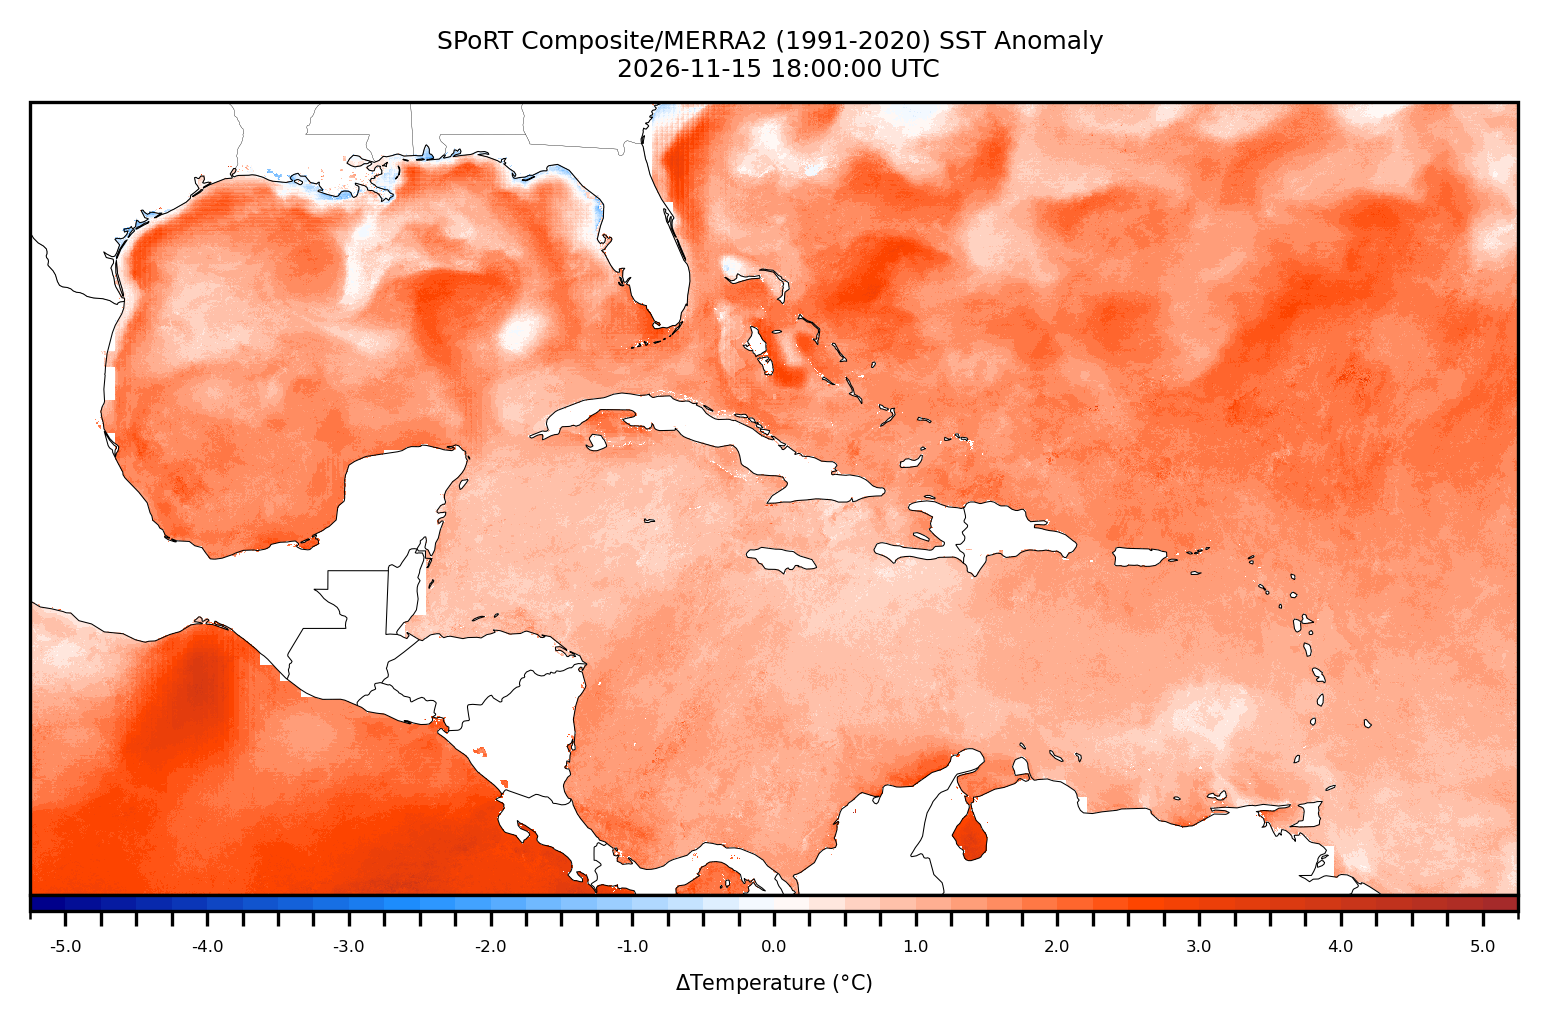 SPoRT Composite/MERRA2 (1991-2020) SST Anomaly
2026-11-15 18:00:00 UTC
-5.0 -4.0 -3.0 -2.0 -1.0 0.0 1.0 2.0 3.0 4.0 5.0
ΔTemperature (°C)